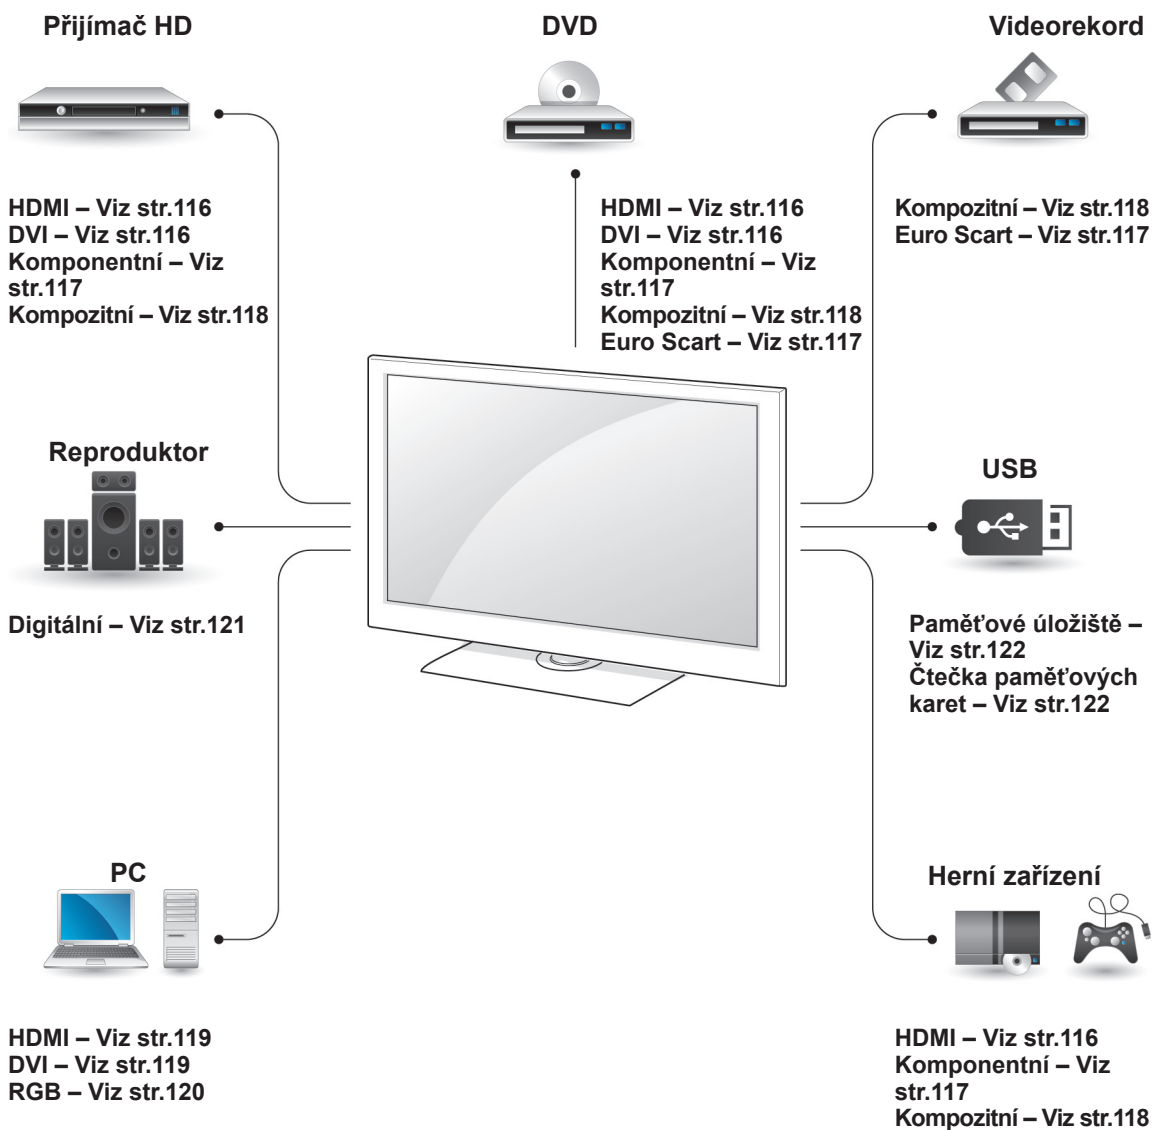 Přijímač HD
HDMI – Viz str.116
DVI – Viz str.116
Komponentní – Viz
str.117
Kompozitní – Viz str.118
DVD
HDMI – Viz str.116
DVI – Viz str.116
Komponentní – Viz
str.117
Kompozitní – Viz str.118
Euro Scart – Viz str.117
Videorekord
Kompozitní – Viz str.118
Euro Scart – Viz str.117
Reproduktor
Digitální – Viz str.121
USB
Paměťové úložiště –
Viz str.122
Čtečka paměťových
karet – Viz str.122
PC
HDMI – Viz str.119
DVI – Viz str.119
RGB – Viz str.120
Herní zařízení
HDMI – Viz str.116
Komponentní – Viz
str.117
Kompozitní – Viz str.118